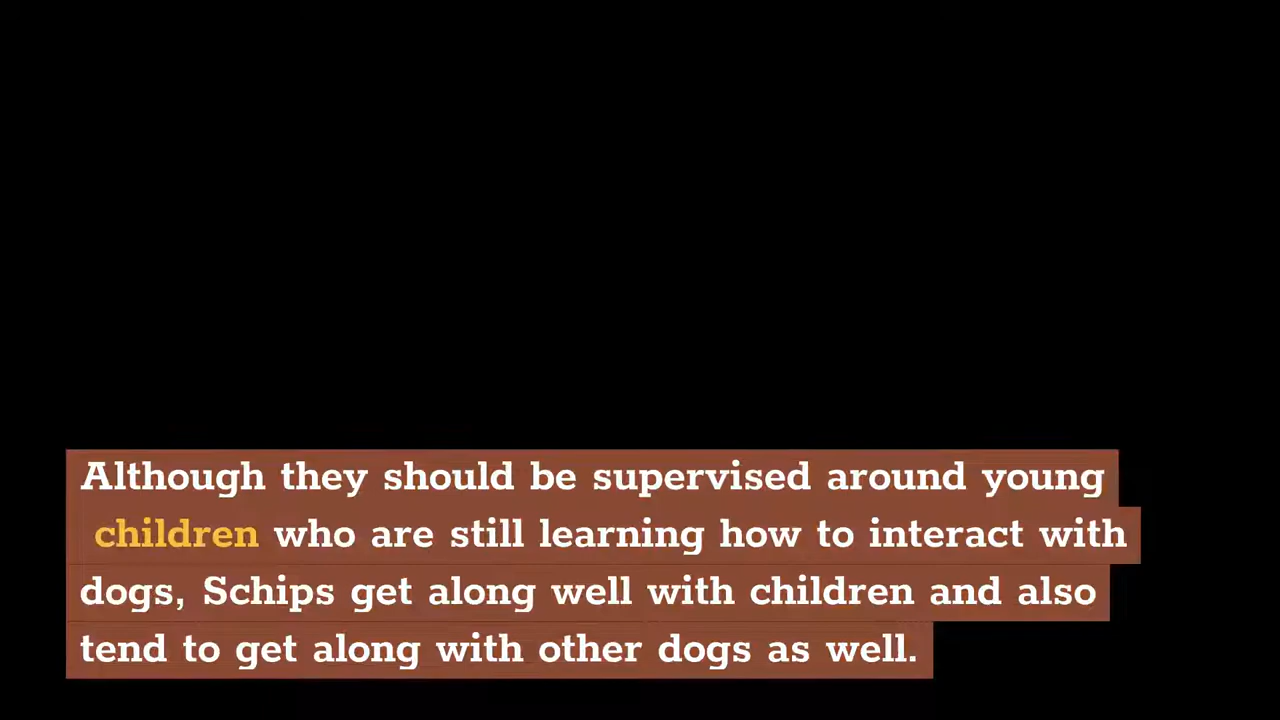 Although they should be supervised around young
children who are still learning how to interact with
dogs, Schips get along well with children and also
tend to get along with other dogs as well.